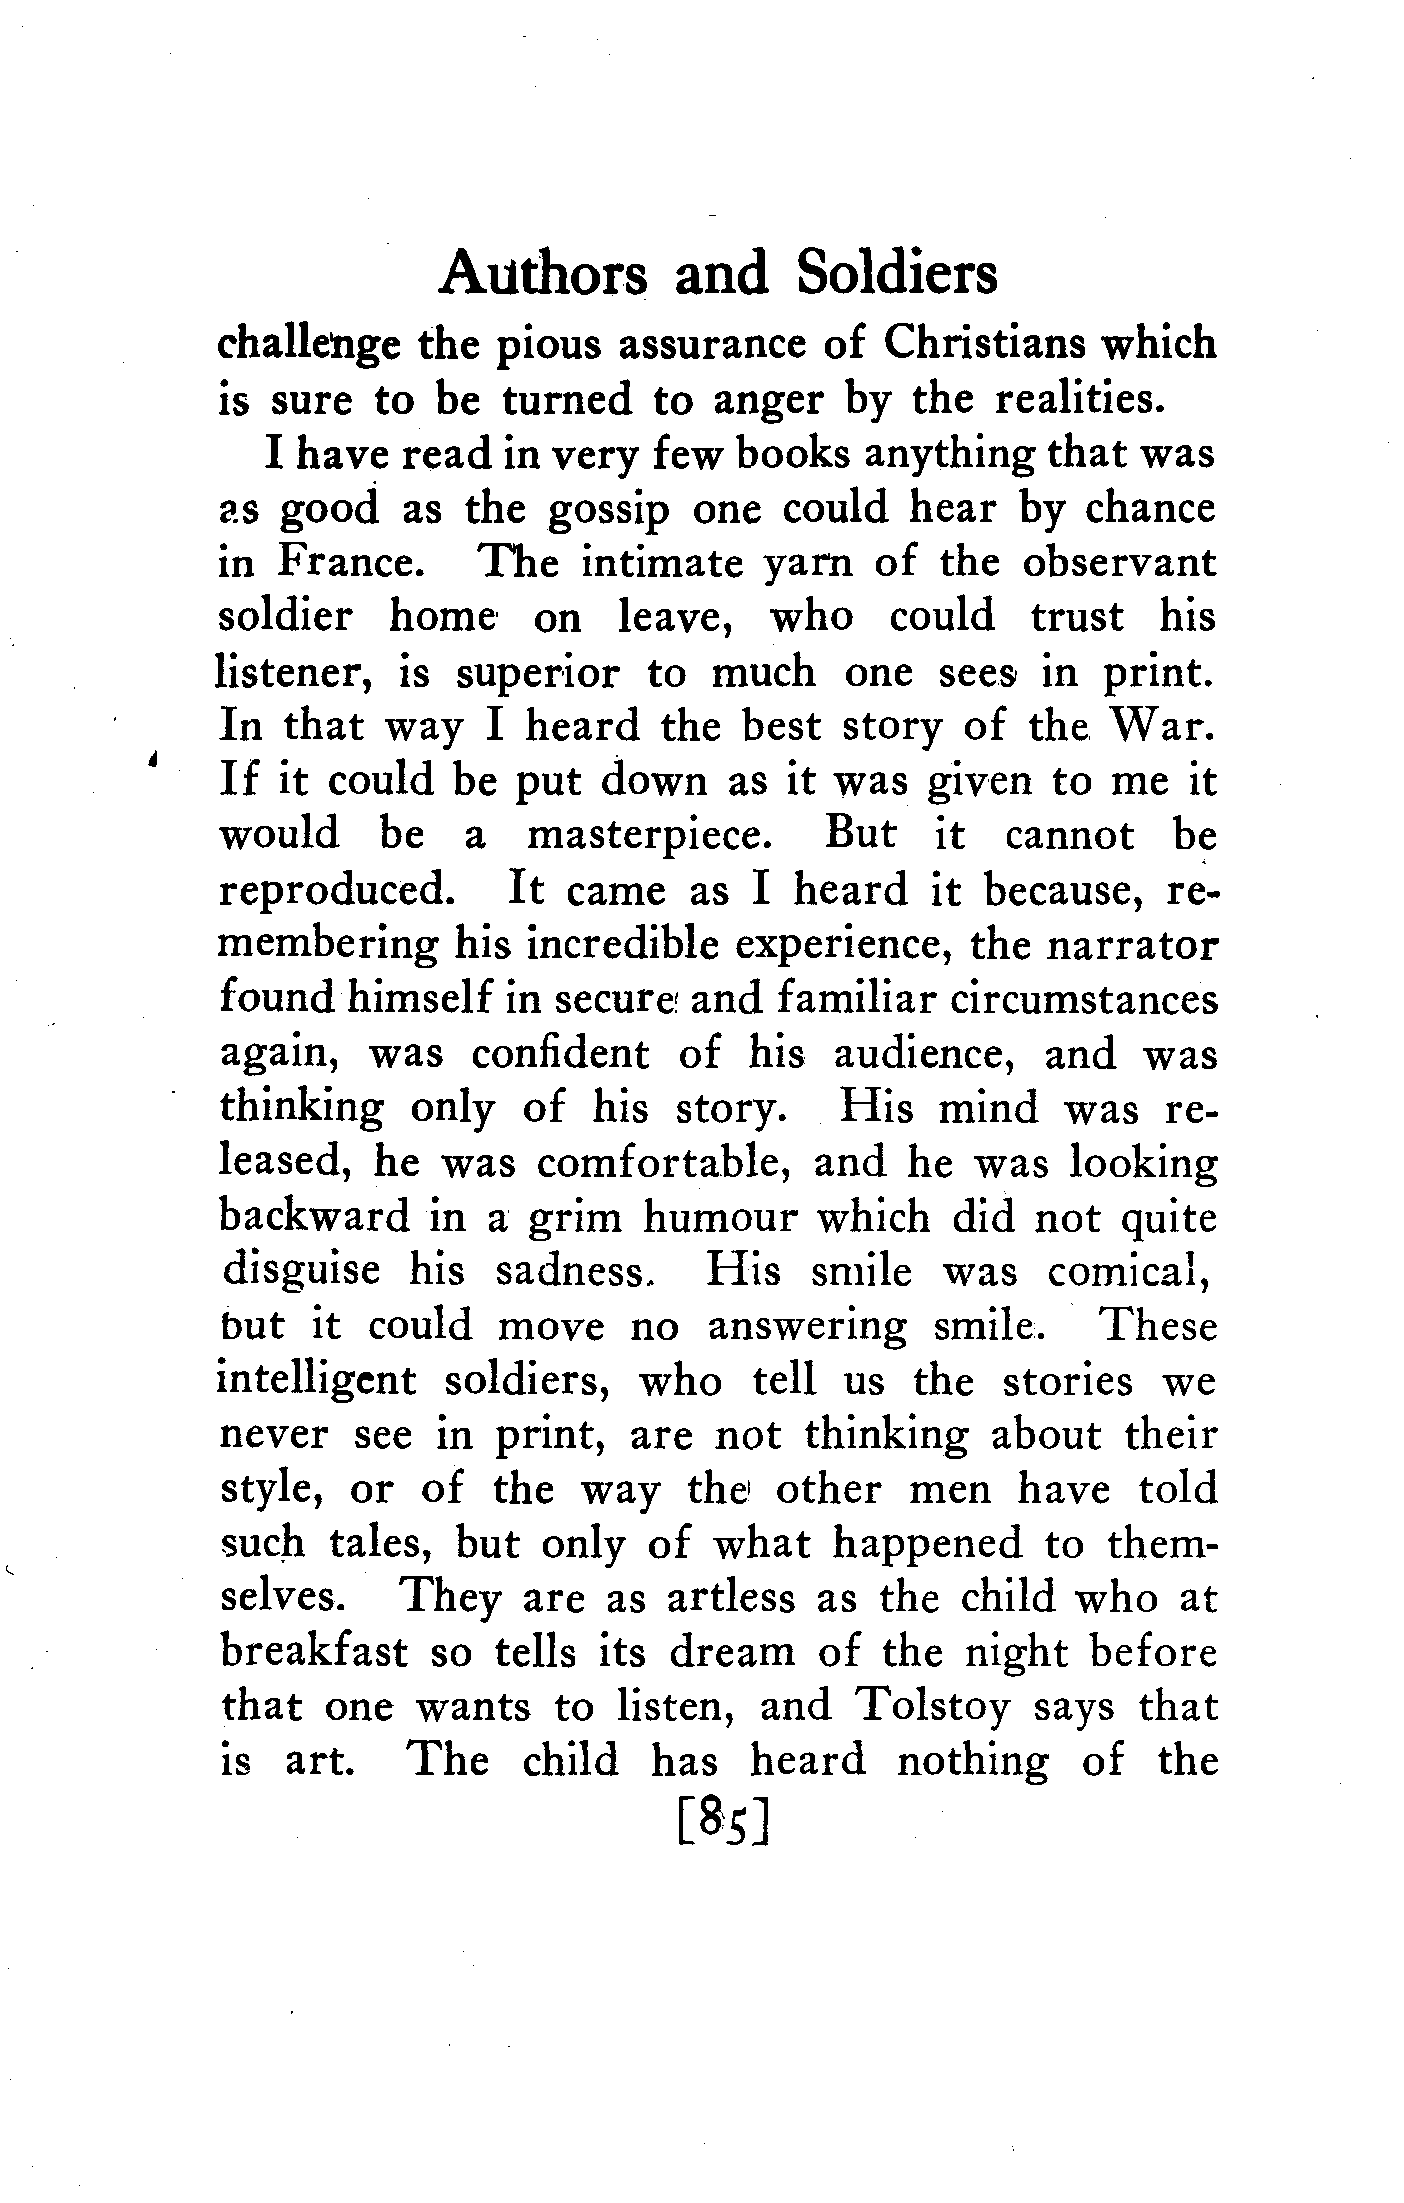 Authors and Soldiers
challenge the pious assurance of Christians which
is sure to be turned to anger by the realities.
I have read in very few books anything that was
as good as the gossip one could hear by chance
in France. The intimate yarn of the observant
soldier home on leave, who could trust his
listener, is superior to much one sees in print.
In that way I heard the best story of the War.
If it could be put down as it was given to me it
would be a masterpiece. But it cannot be
reproduced. It came as I heard it because, re-
membering his incredible experience, the narrator
found himself in secure and familiar circumstances
again, was confident of his audience, and was
thinking only of his story. His mind was re-
leased, he was comfortable, and he was looking
backward in a grim humour which did not quite
disguise his sadness. His smile was comical,
but it could move no answering smile. These
intelligent soldiers, who tell us the stories we
never see in print, are not thinking about their
style, or of the way the other men have told
such tales, but only of what happened to them-
selves. They are as artless as the child who at
breakfast so tells its dream of the night before
that one wants to listen, and Tolstoy says that
is art. The child has heard nothing of the
[85]